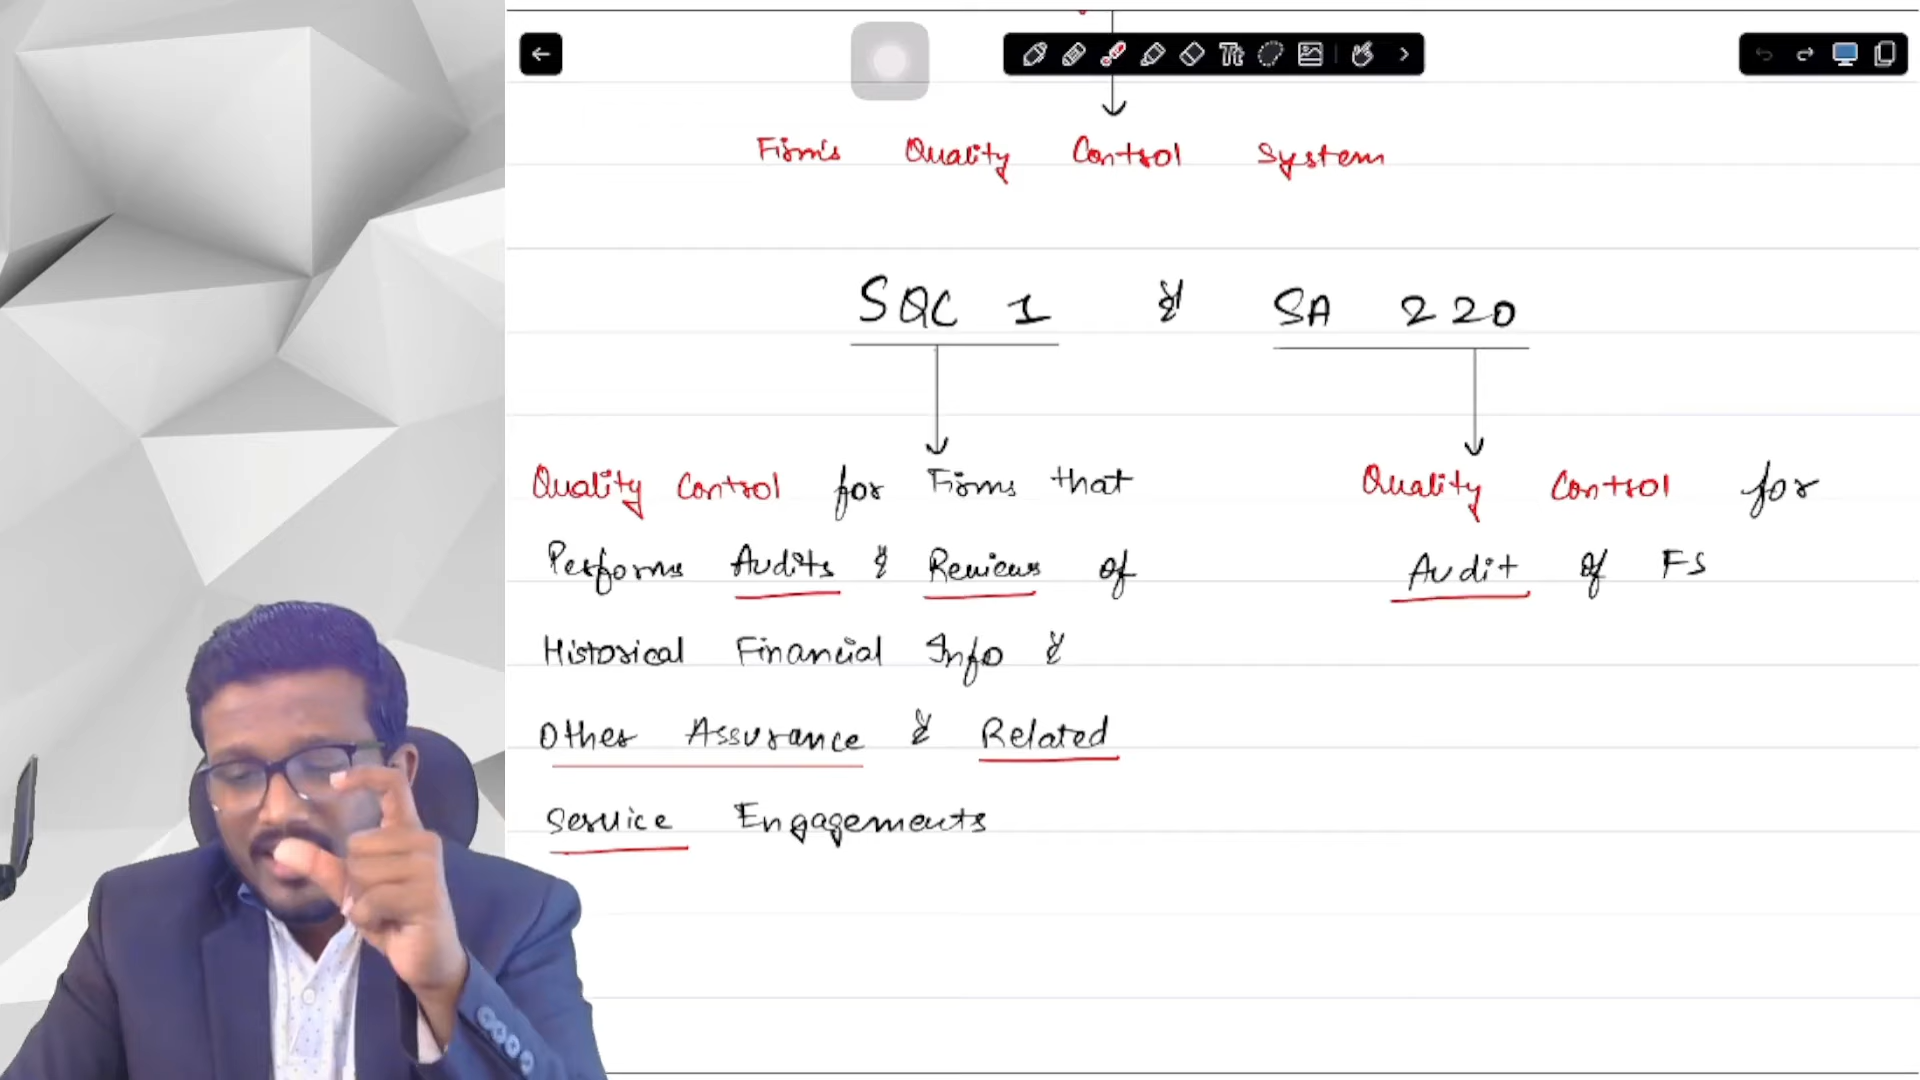 Firm's Quality Control System
SQC 1 & SA 220
Quality Control for Firms that
Performs Audits & Reviews of
Historical Financial Info &
Other Assurance & Related
Service Engagements
Quality Control for
Audit of FS